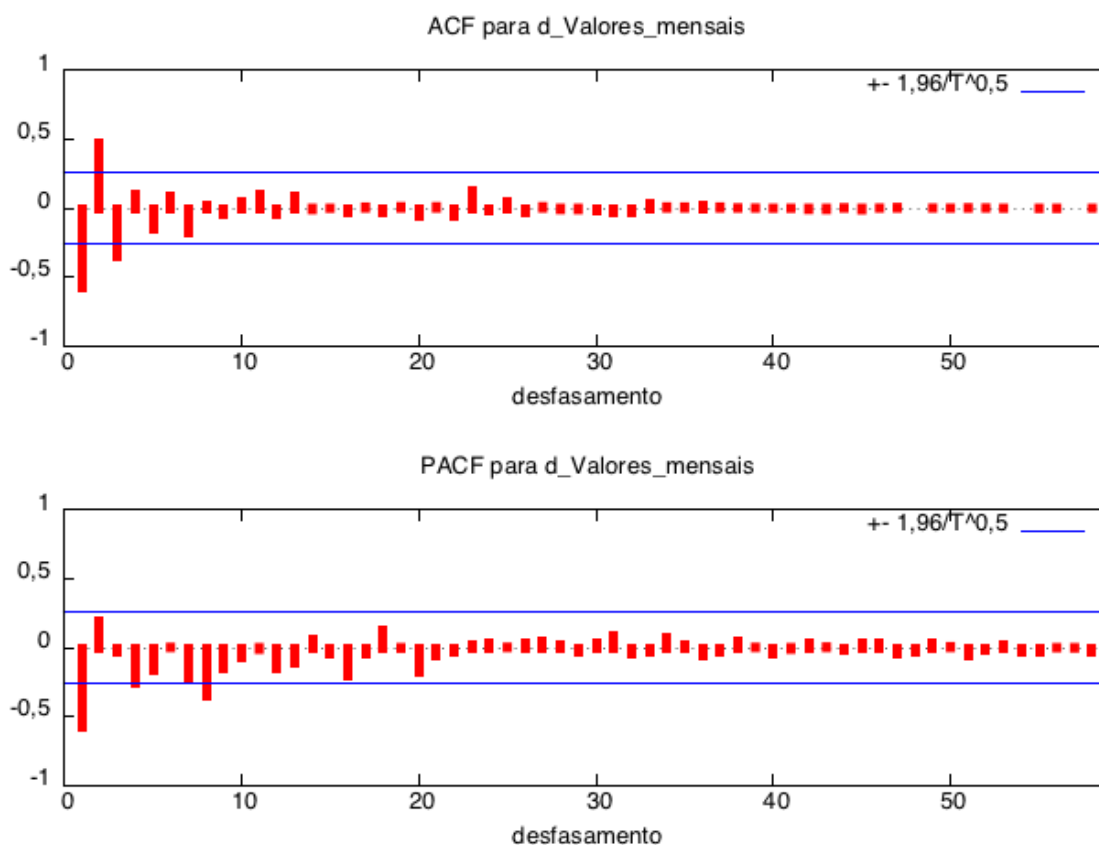 ACF para d_Valores_mensais
1
0,5
0
-0,5
-1
+- 1,96/T^0,5
0 10 20 30 40 50
desfasamento
PACF para d_Valores_mensais
1
0,5
0
-0,5
-1
+- 1,96/T^0,5
0 10 20 30 40 50
desfasamento